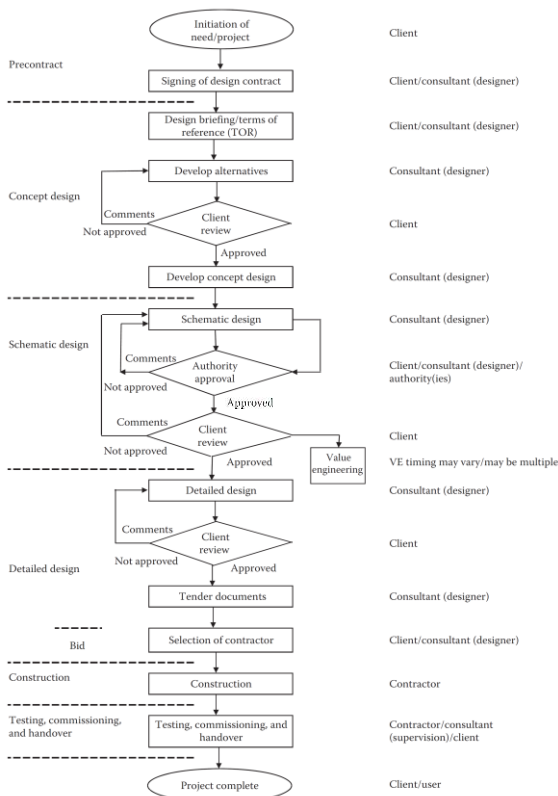 Initiation of
need/project
Client
Precontract
Signing of design contract
Client/consultant (designer)
Design briefing/terms of
reference (TOR)
Client/consultant (designer)
Develop alternatives
Consultant (designer)
Concept design
Comments
Not approved
Client
review
Client
Approved
Develop concept design
Consultant (designer)
Schematic design
Consultant (designer)
Schematic design
Comments
Not approved
Authority
approval
Client/consultant (designer)/
authority(ies)
Approved
Comments
Not approved
Client
review
Client
Approved
Value
engineering
VE timing may vary/may be multiple
Detailed design
Consultant (designer)
Comments
Not approved
Client
review
Client
Approved
Detailed design
Tender documents
Consultant (designer)
Bid
Selection of contractor
Client/consultant (designer)
Construction
Construction
Contractor
Testing, commissioning,
and handover
Testing, commissioning, and
handover
Contractor/consultant
(supervision)/client
Project complete
Client/user